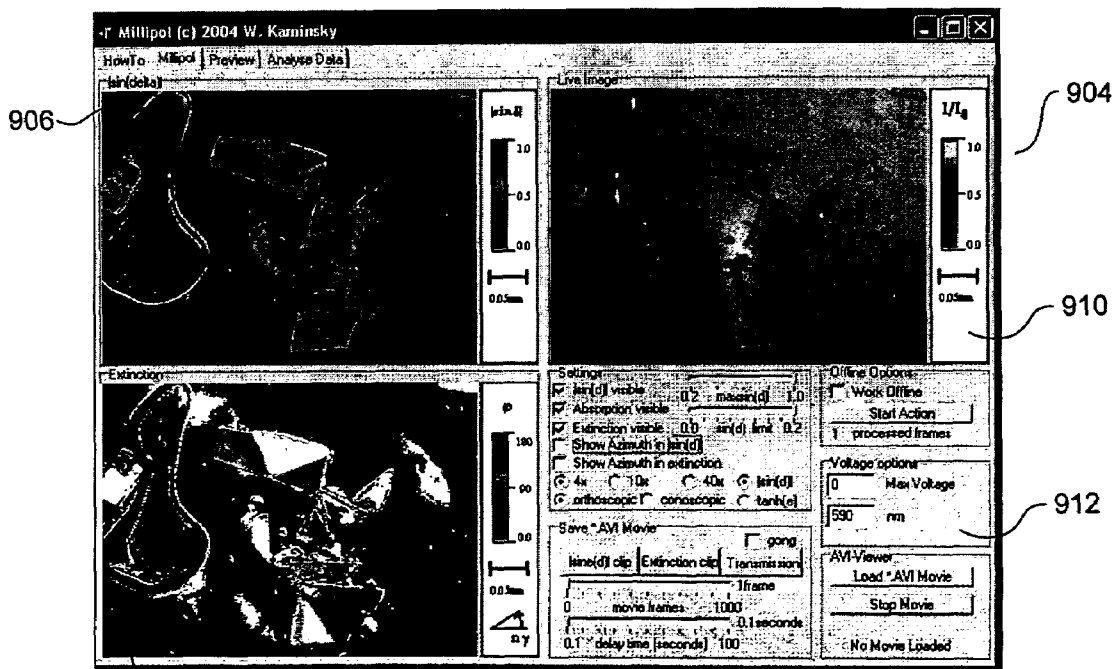 Millipol (c) 2004 W. Kaminsky
HowTo Millipol Preview Analyse Data
|sin(delta)|
906
|sin δ|
1.0
0.5
0.0
0.05mm
Live Image
I/I₀
1.0
0.5
0.0
0.05mm
904
910
Extinction
φ
180
90
0.0
0.05mm
nγ
Settings
|sin(d)| visible
0.2 maxsin(d) 1.0
Absorption visible
Extinction visible
0.0 sin(d) limit 0.2
Show Azimuth in |sin(d)|
Show Azimuth in extinction
4x 10x 40x |sin(d)|
orthoscopic conoscopic tanh(e)
Save *.AVI Movie
gong
|sine(d)| clip Extinction clip Transmission
1frame
0 movie frames 1000
0.1seconds
0.1 delay time [seconds] 100
Offline Options
Work Offline
Start Action
1 processed frames
Voltage options
0 Max Voltage
590 nm
912
AVI-Viewer
Load *.AVI Movie
Stop Movie
No Movie Loaded